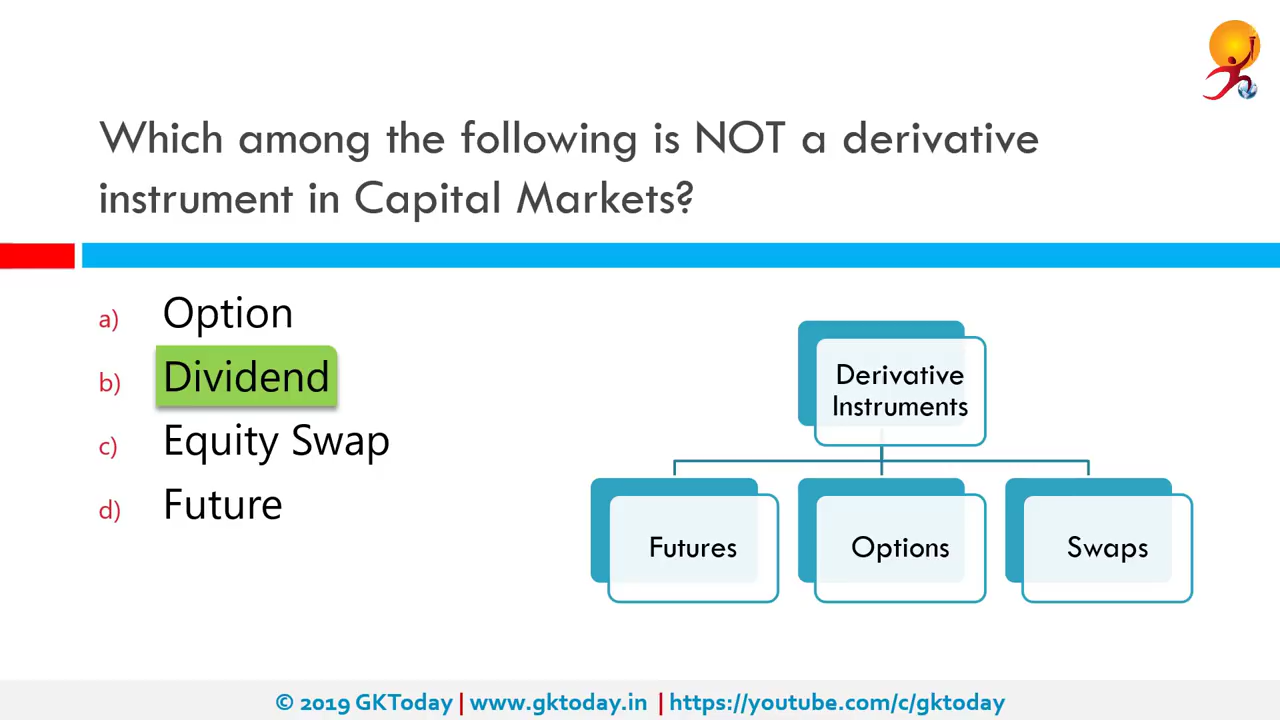 Which among the following is NOT a derivative
instrument in Capital Markets?
a) Option
b) Dividend
c) Equity Swap
d) Future
Derivative
Instruments
Futures
Options
Swaps
© 2019 GKToday | www.gktoday.in | https://youtube.com/c/gktoday